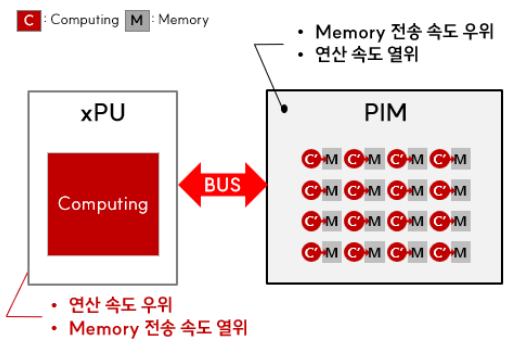 C : Computing M : Memory
• Memory 전송 속도 우위
• 연산 속도 열위
xPU
PIM
Computing
BUS
C' M C' M C' M C' M
C' M C' M C' M C' M
C' M C' M C' M C' M
C' M C' M C' M C' M
• 연산 속도 우위
• Memory 전송 속도 열위